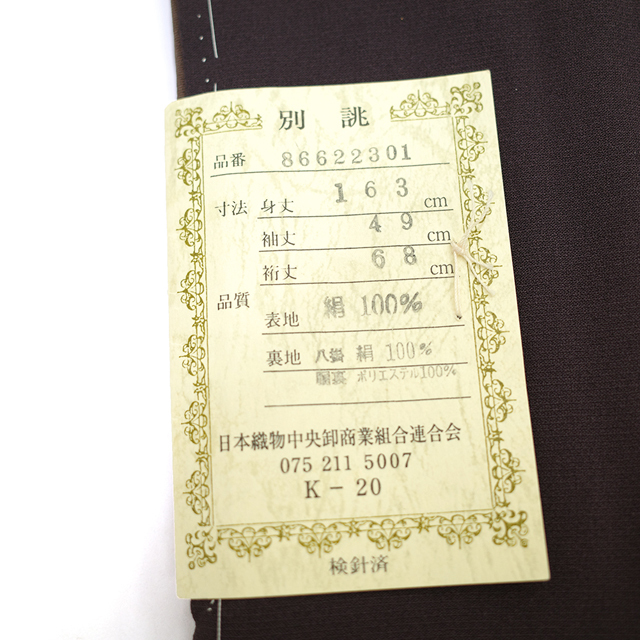 別誂
品番 86622301
寸法 身丈 163 cm
袖丈 49 cm
裄丈 68 cm
品質 表地 絹 100%
裏地 八掛 絹 100%
胴裏 ポリエステル100%
日本織物中央卸商業組合連合会
075 211 5007
K-20
検針済